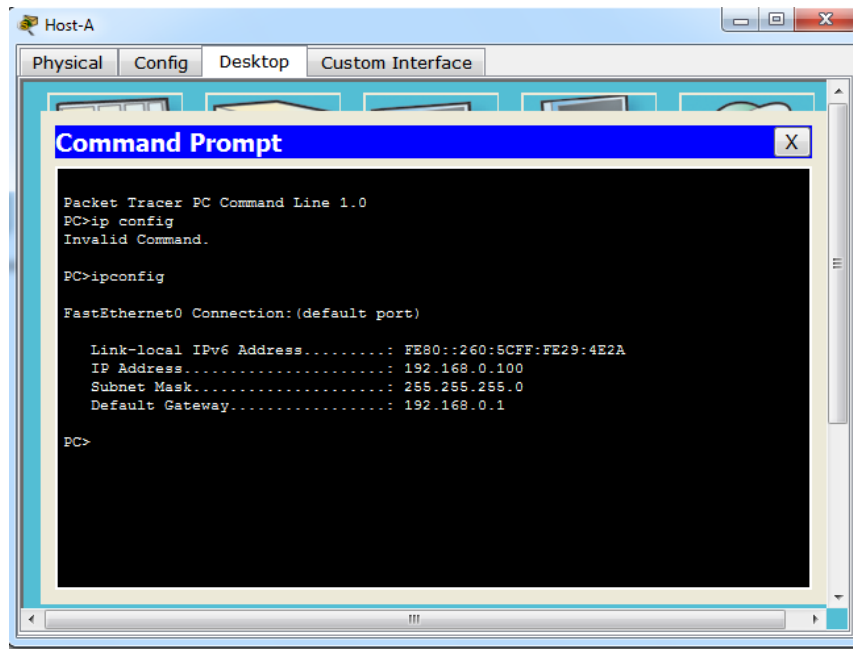 Host-A
Physical Config Desktop Custom Interface
Command Prompt X
Packet Tracer PC Command Line 1.0
PC>ip config
Invalid Command.
PC>ipconfig
FastEthernet0 Connection:(default port)
Link-local IPv6 Address.........: FE80::260:5CFF:FE29:4E2A
IP Address......................: 192.168.0.100
Subnet Mask.....................: 255.255.255.0
Default Gateway.................: 192.168.0.1
PC>